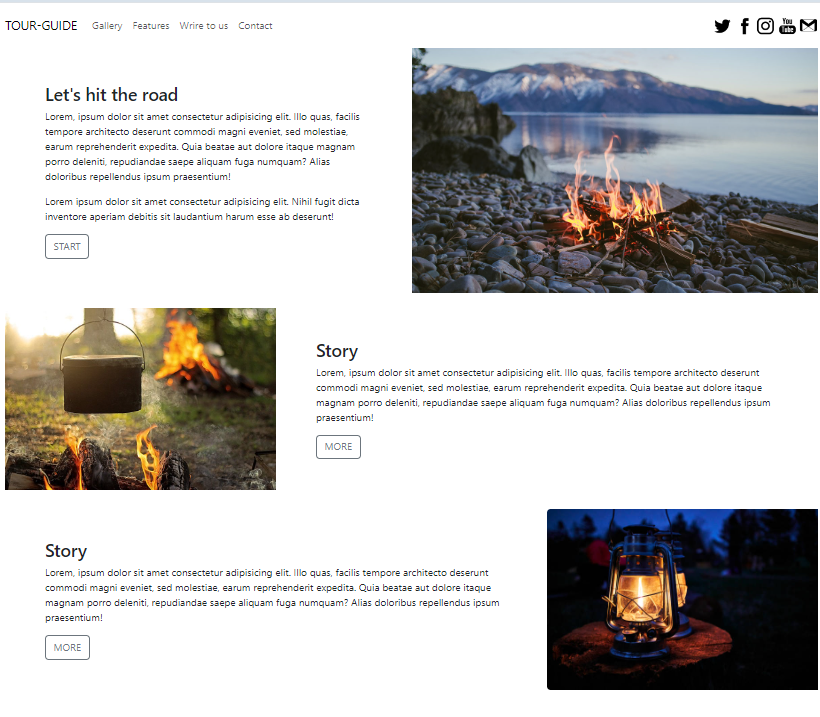 TOUR-GUIDE Gallery Features Wrire to us Contact You Tube
Let's hit the road
Lorem, ipsum dolor sit amet consectetur adipisicing elit. Illo quas, facilis
tempore architecto deserunt commodi magni eveniet, sed molestiae,
earum reprehenderit expedita. Quia beatae aut dolore itaque magnam
porro deleniti, repudiandae saepe aliquam fuga numquam? Alias
doloribus repellendus ipsum praesentium!
Lorem ipsum dolor sit amet consectetur adipisicing elit. Nihil fugit dicta
inventore aperiam debitis sit laudantium harum esse ab deserunt!
START
Story
Lorem, ipsum dolor sit amet consectetur adipisicing elit. Illo quas, facilis tempore architecto deserunt
commodi magni eveniet, sed molestiae, earum reprehenderit expedita. Quia beatae aut dolore itaque
magnam porro deleniti, repudiandae saepe aliquam fuga numquam? Alias doloribus repellendus ipsum
praesentium!
MORE
Story
Lorem, ipsum dolor sit amet consectetur adipisicing elit. Illo quas, facilis tempore architecto deserunt
commodi magni eveniet, sed molestiae, earum reprehenderit expedita. Quia beatae aut dolore itaque
magnam porro deleniti, repudiandae saepe aliquam fuga numquam? Alias doloribus repellendus ipsum
praesentium!
MORE